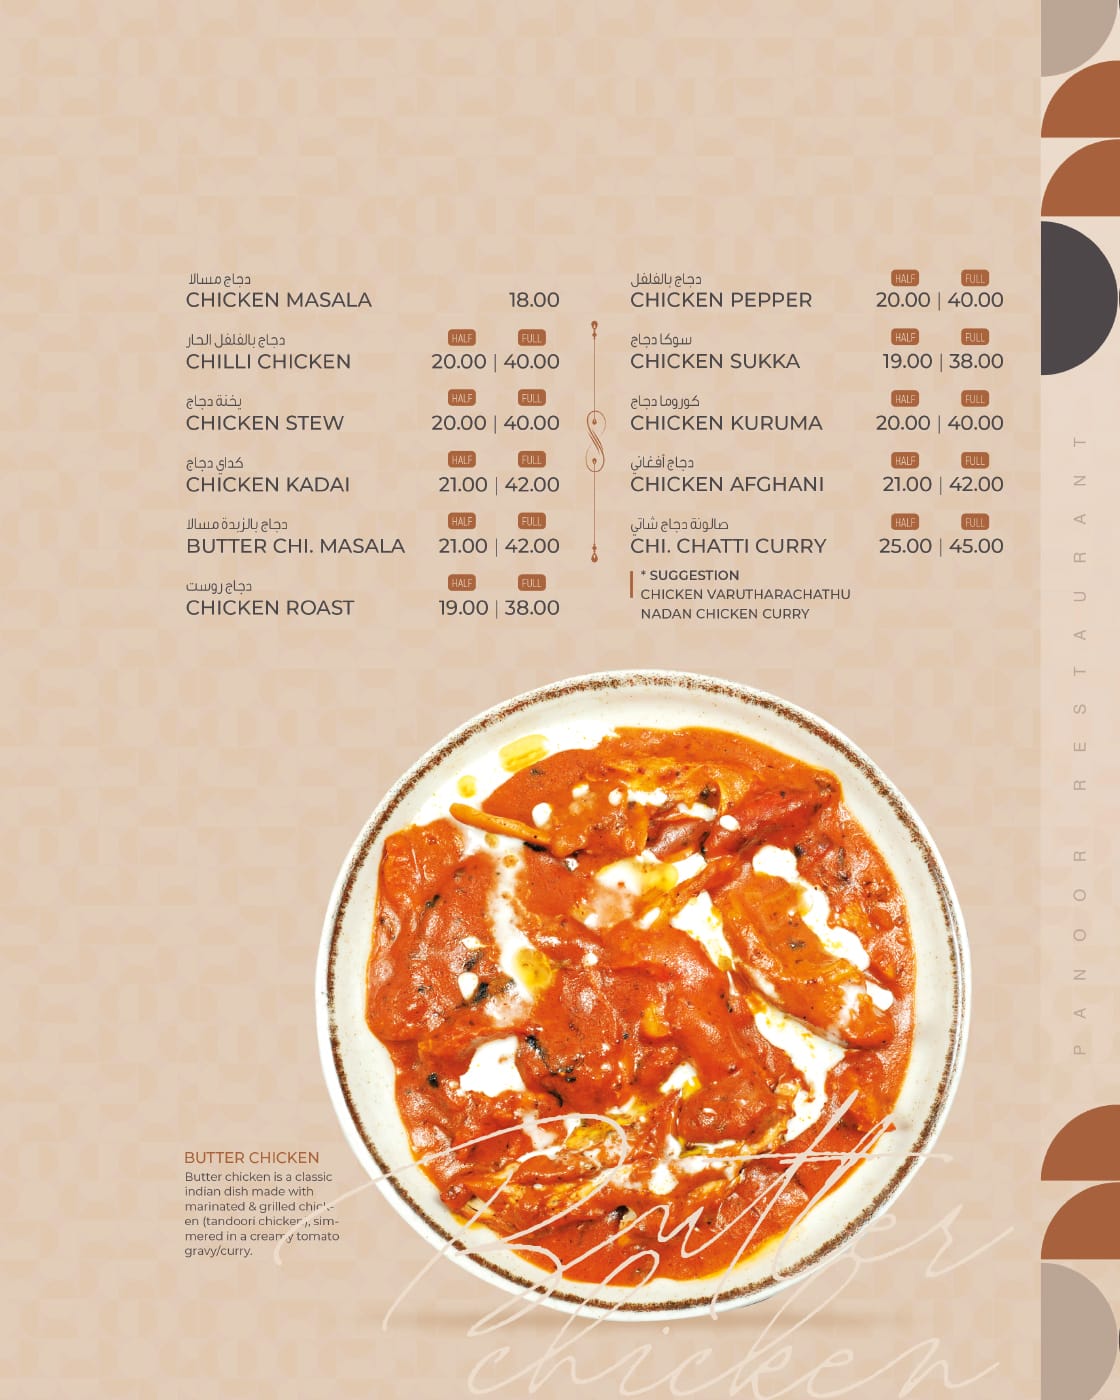 دجاج مسالا
CHICKEN MASALA 18.00
دجاج بالفلفل الحار HALF FULL
CHILLI CHICKEN 20.00 | 40.00
يخنة دجاج HALF FULL
CHICKEN STEW 20.00 | 40.00
كداي دجاج HALF FULL
CHICKEN KADAI 21.00 | 42.00
دجاج بالزبدة مسالا HALF FULL
BUTTER CHI. MASALA 21.00 | 42.00
دجاج روست HALF FULL
CHICKEN ROAST 19.00 | 38.00
دجاج بالفلفل HALF FULL
CHICKEN PEPPER 20.00 | 40.00
سوكا دجاج HALF FULL
CHICKEN SUKKA 19.00 | 38.00
كوروما دجاج HALF FULL
CHICKEN KURUMA 20.00 | 40.00
دجاج أفغاني HALF FULL
CHICKEN AFGHANI 21.00 | 42.00
صالونة دجاج شاتي HALF FULL
CHI. CHATTI CURRY 25.00 | 45.00
* SUGGESTION
CHICKEN VARUTHARACHATHU
NADAN CHICKEN CURRY
PANOOR RESTAURANT
BUTTER CHICKEN
Butter chicken is a classic
indian dish made with
marinated & grilled chick-
en (tandoori chicken), sim-
mered in a creamy tomato
gravy/curry.
Butter
chicken